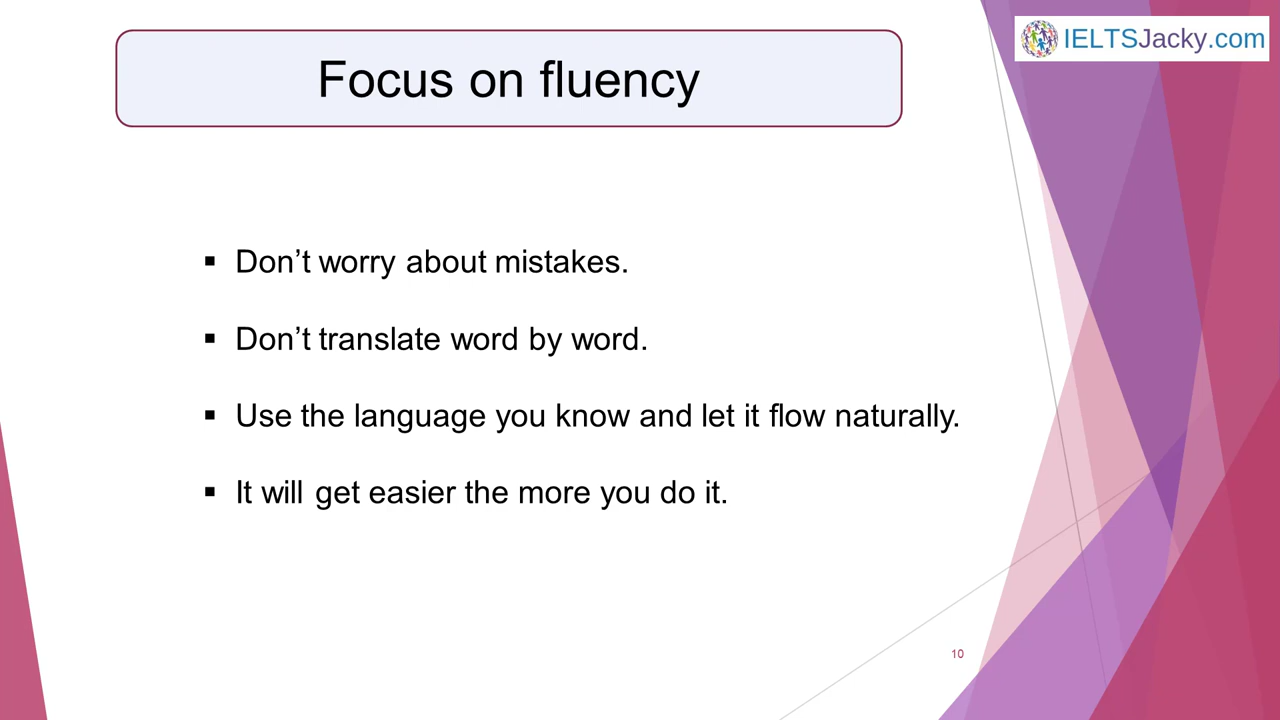 IELTSJacky.com
Focus on fluency
▪ Don’t worry about mistakes.
▪ Don’t translate word by word.
▪ Use the language you know and let it flow naturally.
▪ It will get easier the more you do it.
10